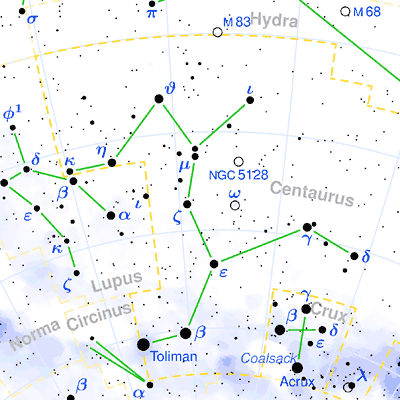 σ
π
M 83
Hydra
M 68
ϑ
ι
ϕ¹
η
κ
δ
μ
NGC 5128
β
ι
α
ω
Centaurus
ε
ζ
γ
κ
δ
ε
ζ
Lupus
γ
Crux
Norma
Circinus
β
β
δ
ε
Toliman
Coalsack
Acrux
λ
β
α